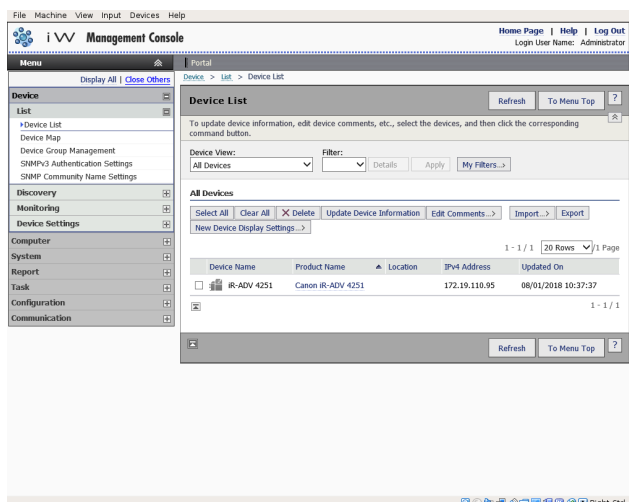 File Machine View Input Devices Help
iW Management Console
Home Page | Help | Log Out
Login User Name: Administrator
Menu
Portal
Display All | Close Others
Device > List > Device List
Device
List
Device List
Device Map
Device Group Management
SNMPv3 Authentication Settings
SNMP Community Name Settings
Discovery
Monitoring
Device Settings
Computer
System
Report
Task
Configuration
Communication
Device List
Refresh To Menu Top ?
To update device information, edit device comments, etc., select the devices, and then click the corresponding
command button.
Device View: Filter:
All Devices Details Apply My Filters...>
All Devices
Select All Clear All Delete Update Device Information Edit Comments...> Import...> Export
New Device Display Settings...>
1 - 1 / 1 20 Rows /1 Page
Device Name Product Name Location IPv4 Address Updated On
iR-ADV 4251 Canon iR-ADV 4251 172.19.110.95 08/01/2018 10:37:37
1 - 1 / 1
Refresh To Menu Top ?
Right Ctrl